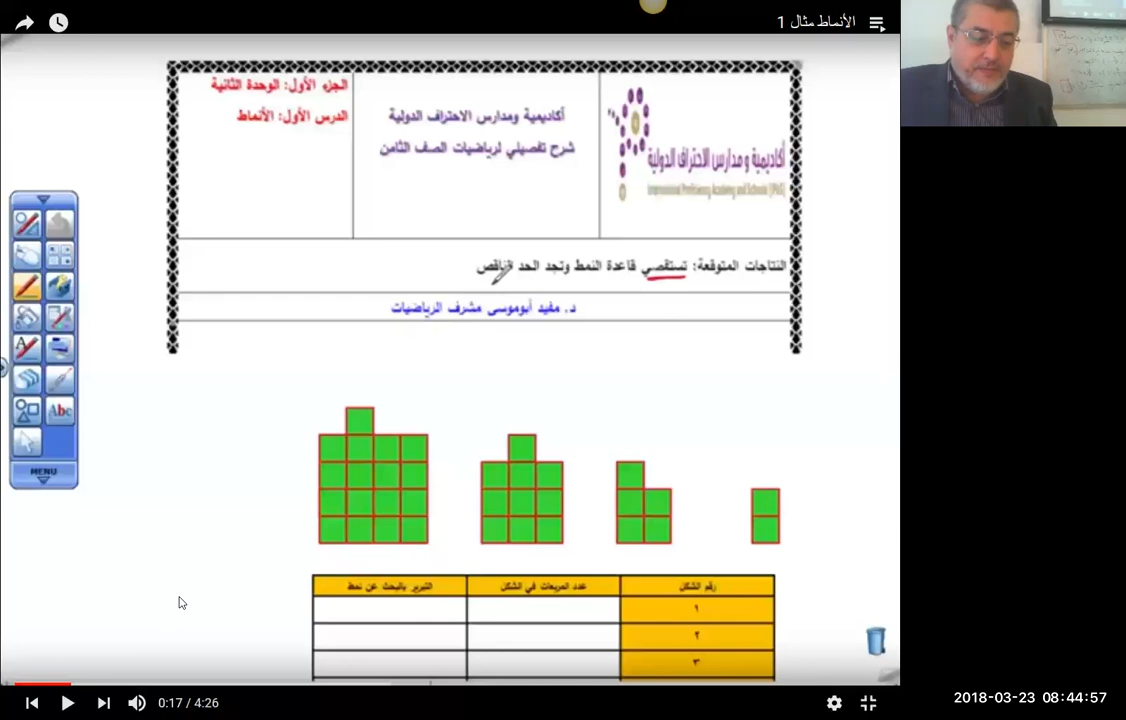 الأنماط مثال 1
أكاديمية ومدارس الاحتراف الدولية
International Proficiency Academy and Schools (IPAS)
أكاديمية ومدارس الاحتراف الدولية
شرح تفصيلي لرياضيات الصف الثامن
الجزء الأول: الوحدة الثانية
الدرس الأول: الأنماط
النتاجات المتوقعة: تستقصي قاعدة النمط وتجد الحد الناقص
د. مفيد أبوموسى مشرف الرياضيات
رقم الشكل عدد المربعات في الشكل التبرير بالبحث عن نمط
١
٢
٣
Abc
A
MENU
0:17 / 4:26
2018-03-23 08:44:57